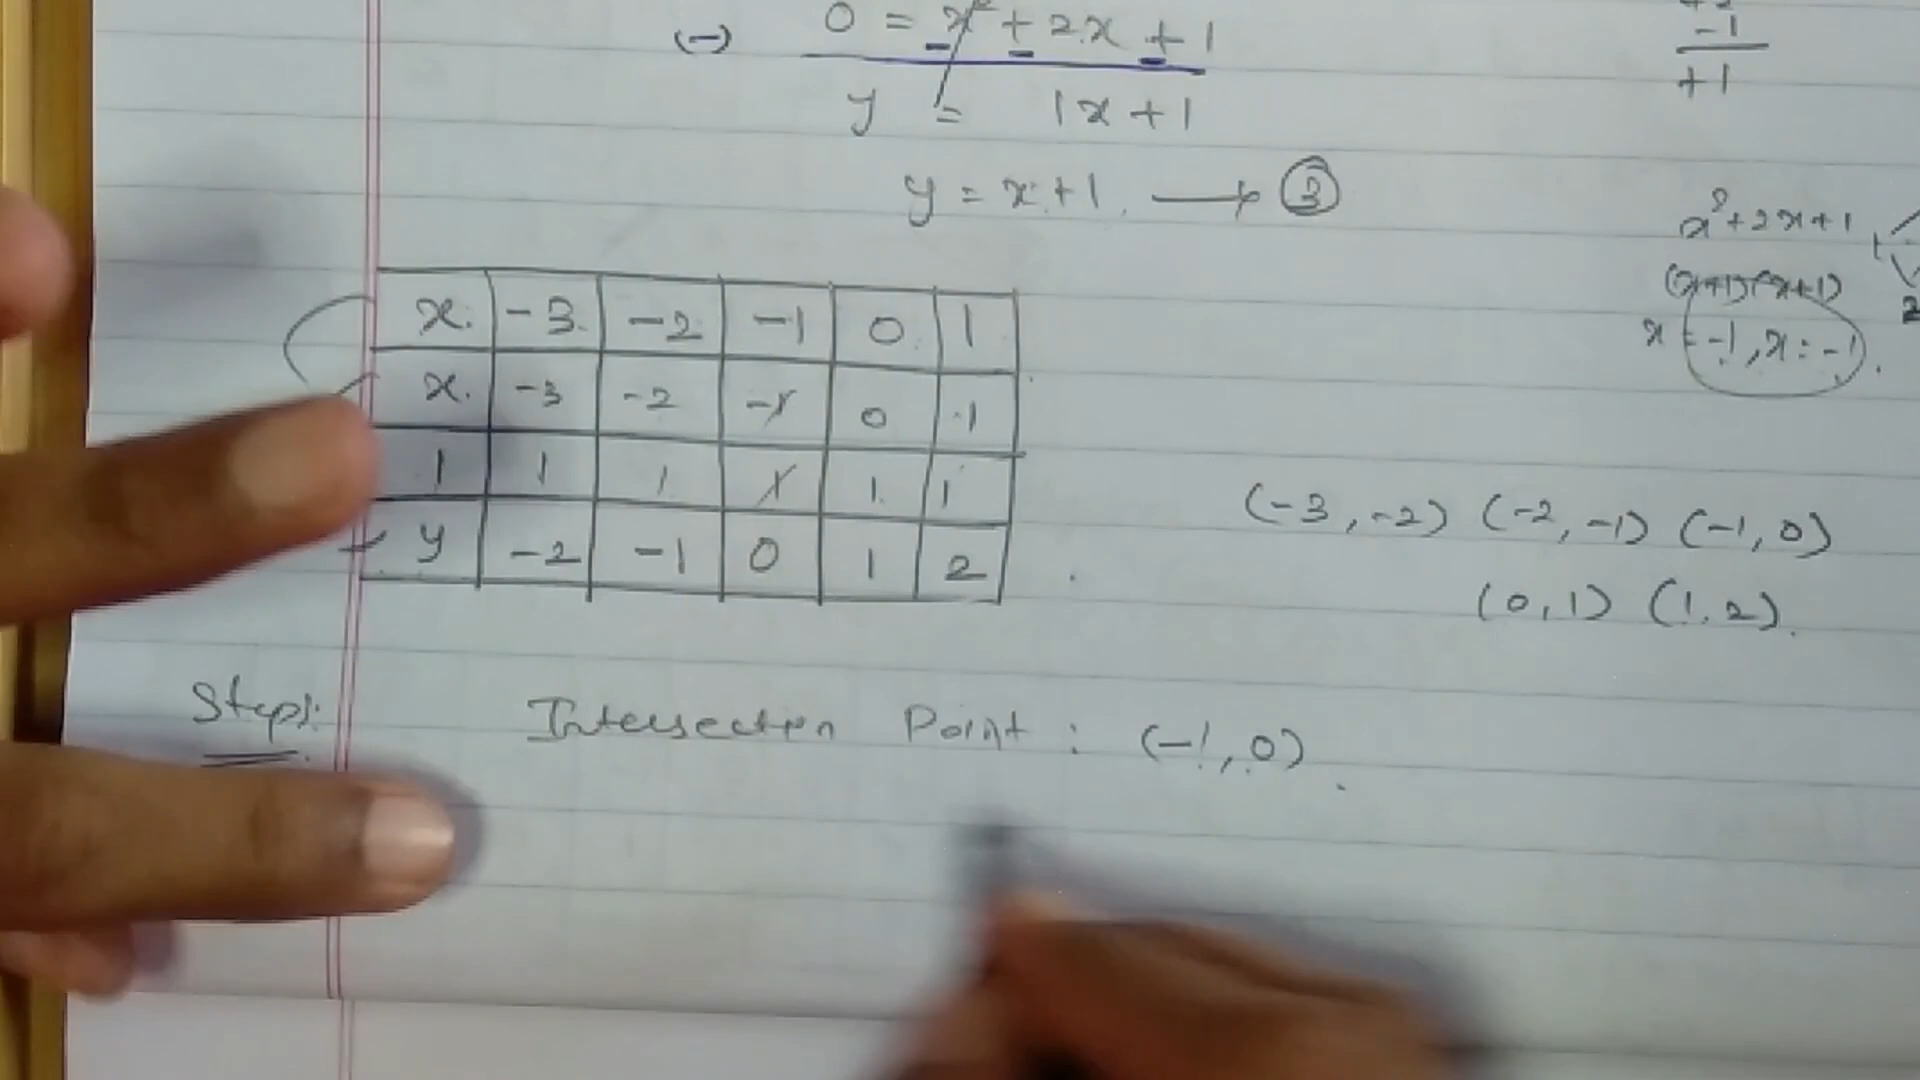 (-) 0 = x² + 2x + 1
y = 1x + 1
y = x + 1 → ③
-1
+1
x²+2x+1
(x+1)(x+1)
x = -1, x = -1.
x -3 -2 -1 0 1
x -3 -2 -1 0 1
1 1 1 1 1 1
y -2 -1 0 1 2
(-3, -2) (-2, -1) (-1, 0)
(0, 1) (1, 2).
Step: Intersection Point : (-1, 0).